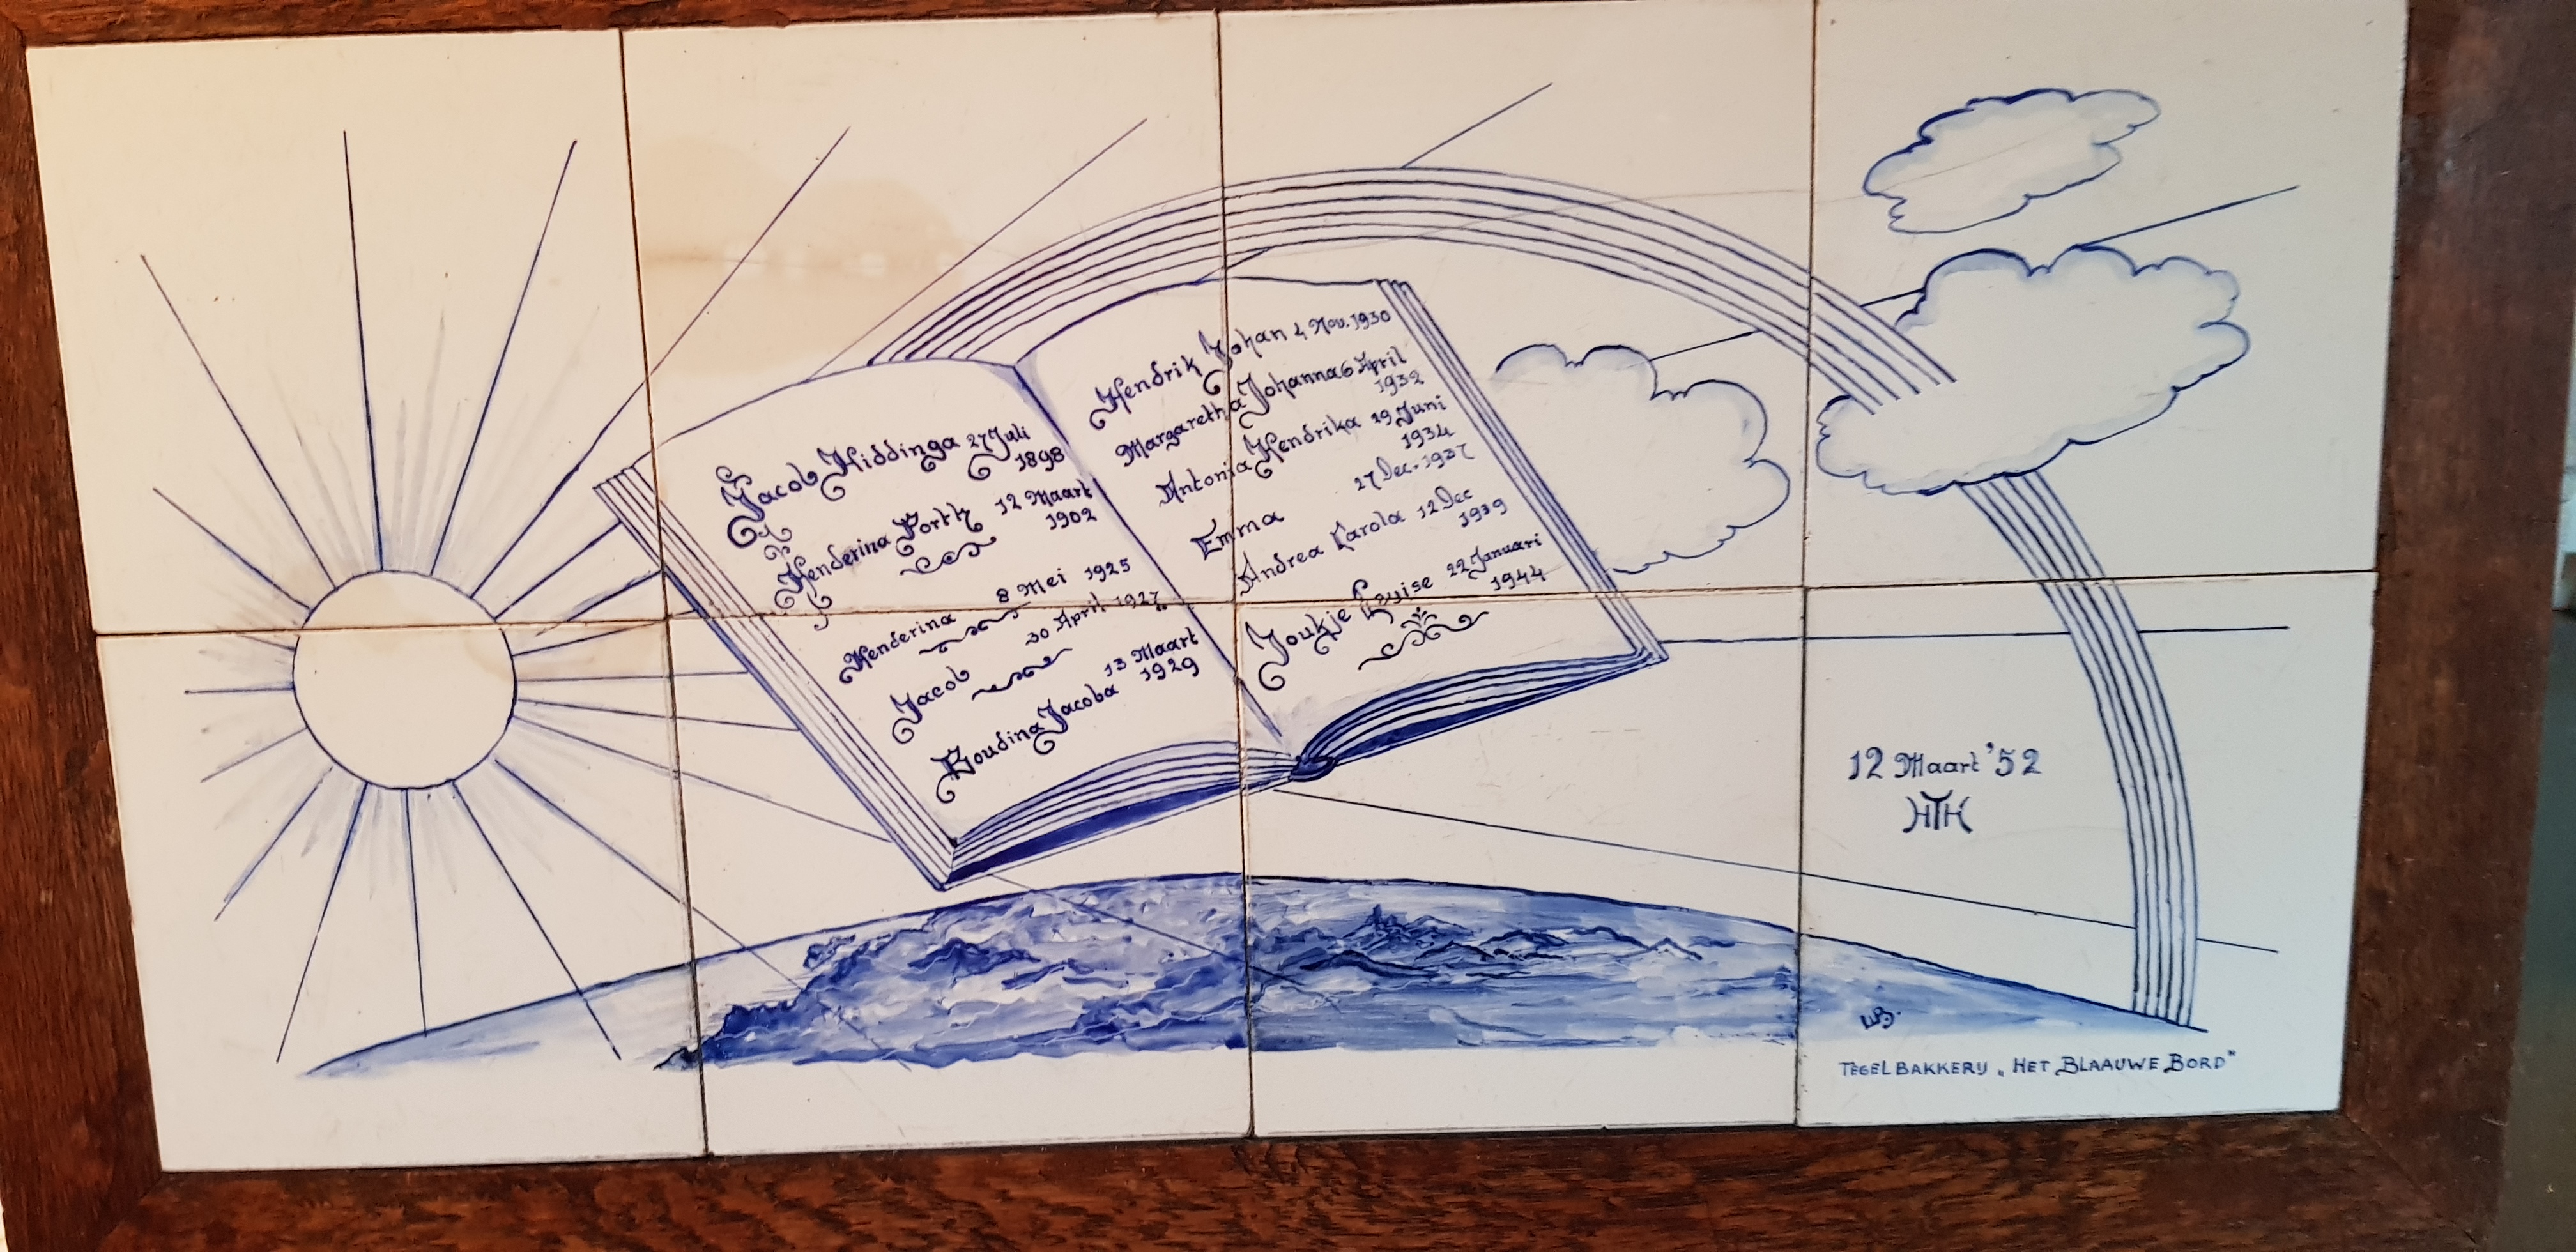 Jacob Hiddinga 27 Juli
1898
Henderina Forth 12 Maart
1902
Henderina 8 Mei 1925
Jacob 30 April 1927
Boudina Jacoba 13 Maart
1929
Hendrik Johan 4 Nov. 1930
Margaretha Johanna 6 April
1932
Antonia Hendrika 29 Juni
1934
Emma 27 Dec. 1937
Andrea Carola 12 Dec
1939
Joukje Louise 22 Januari
1944
12 Maart '52
HTH
WB.
TEGELBAKKERIJ „HET BLAAUWE BORD"